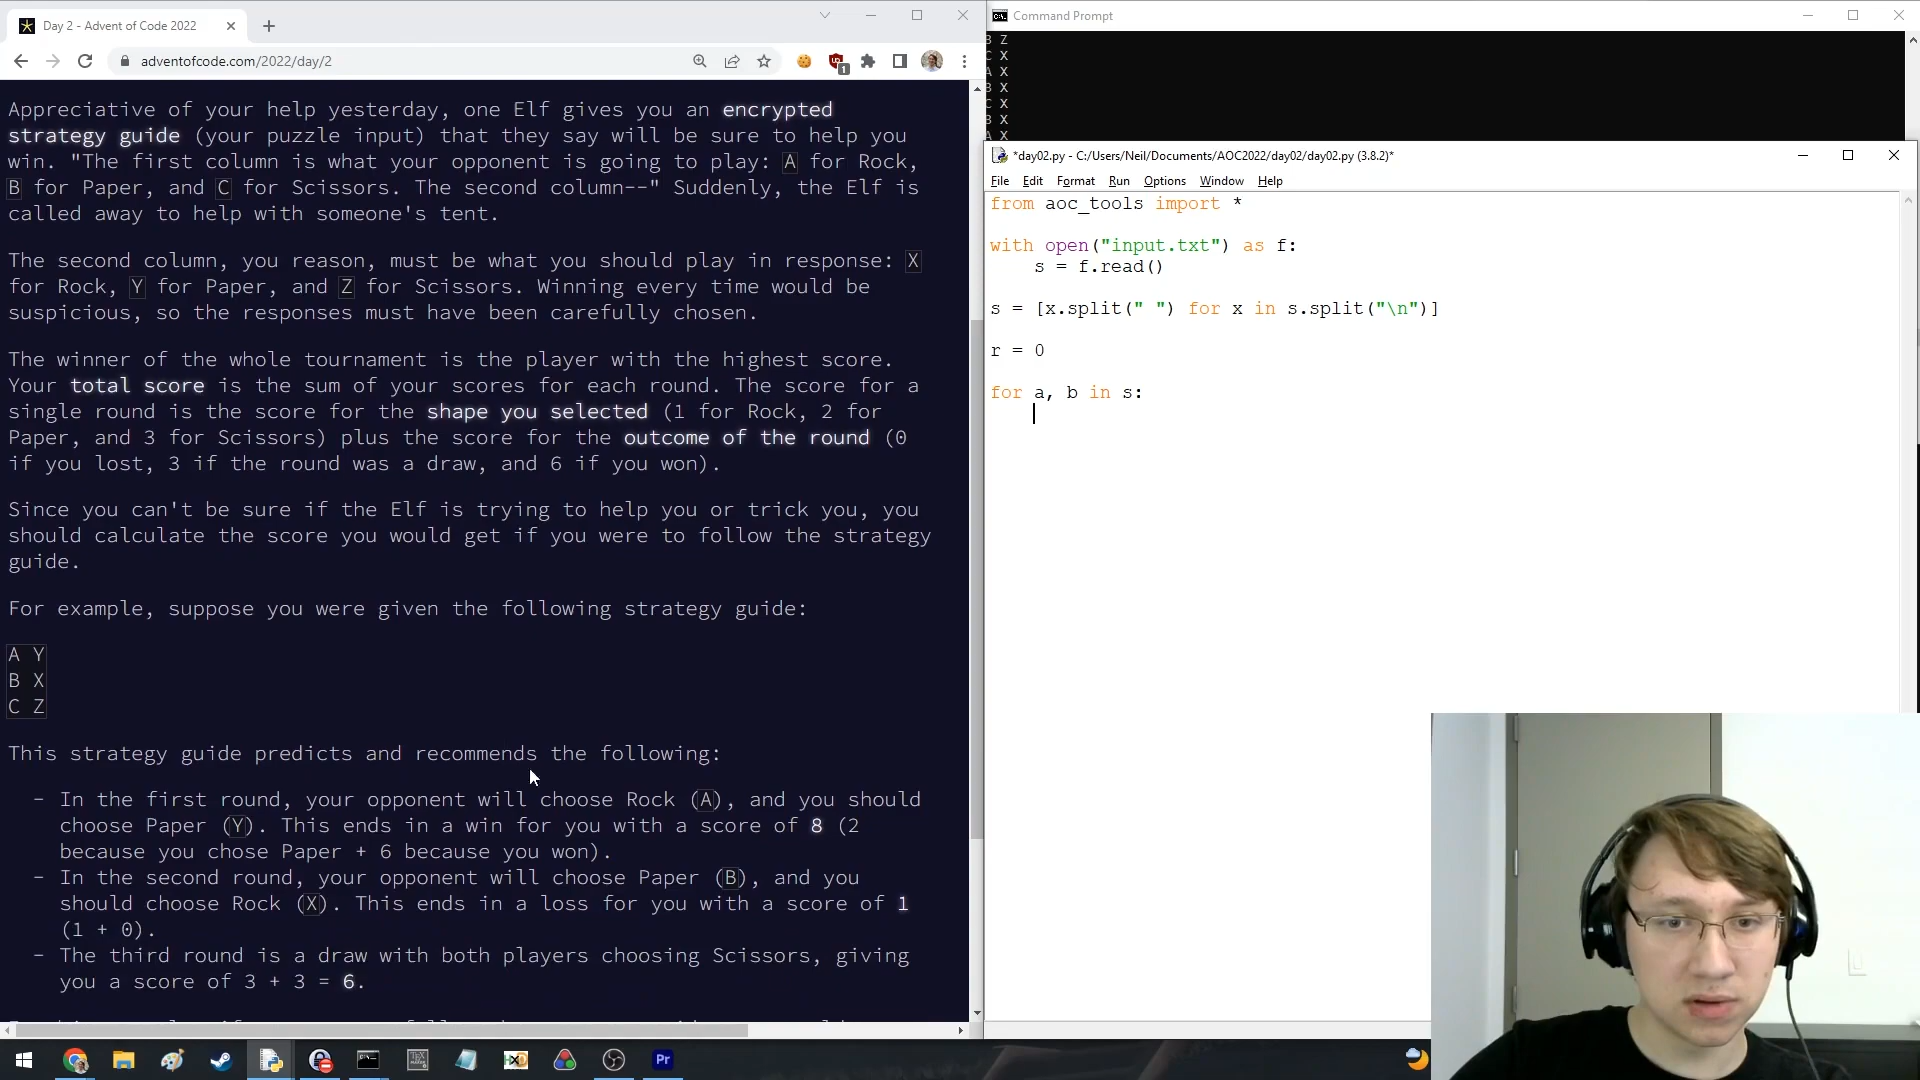 Day 2 - Advent of Code 2022
adventofcode.com/2022/day/2
1
Appreciative of your help yesterday, one Elf gives you an encrypted
strategy guide (your puzzle input) that they say will be sure to help you
win. "The first column is what your opponent is going to play: A for Rock,
B for Paper, and C for Scissors. The second column--" Suddenly, the Elf is
called away to help with someone's tent.
The second column, you reason, must be what you should play in response: X
for Rock, Y for Paper, and Z for Scissors. Winning every time would be
suspicious, so the responses must have been carefully chosen.
The winner of the whole tournament is the player with the highest score.
Your total score is the sum of your scores for each round. The score for a
single round is the score for the shape you selected (1 for Rock, 2 for
Paper, and 3 for Scissors) plus the score for the outcome of the round (0
if you lost, 3 if the round was a draw, and 6 if you won).
Since you can't be sure if the Elf is trying to help you or trick you, you
should calculate the score you would get if you were to follow the strategy
guide.
For example, suppose you were given the following strategy guide:
A Y
B X
C Z
This strategy guide predicts and recommends the following:
- In the first round, your opponent will choose Rock (A), and you should
choose Paper (Y). This ends in a win for you with a score of 8 (2
because you chose Paper + 6 because you won).
- In the second round, your opponent will choose Paper (B), and you
should choose Rock (X). This ends in a loss for you with a score of 1
(1 + 0).
- The third round is a draw with both players choosing Scissors, giving
you a score of 3 + 3 = 6.
Command Prompt
B Z
C X
A X
B X
C X
B X
A X
*day02.py - C:/Users/Neil/Documents/AOC2022/day02/day02.py (3.8.2)*
File Edit Format Run Options Window Help
from aoc_tools import *
with open("input.txt") as f:
s = f.read()
s = [x.split(" ") for x in s.split("\n")]
r = 0
for a, b in s:
Pr